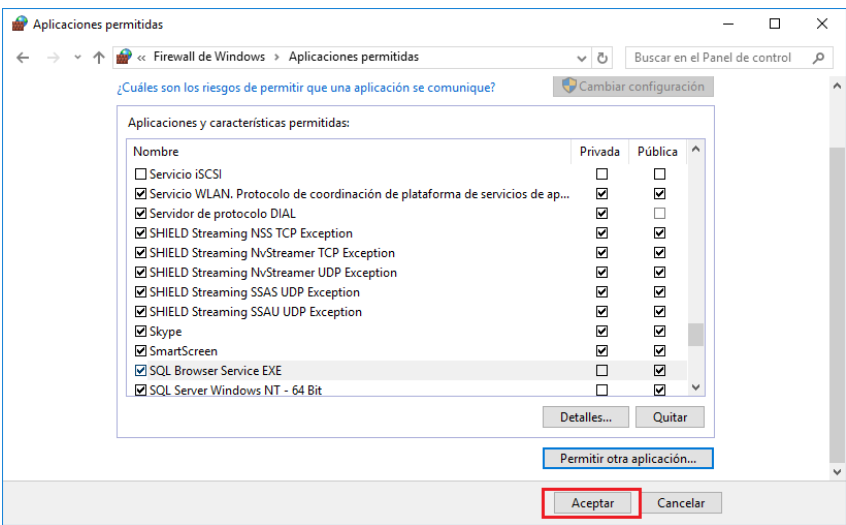 Aplicaciones permitidas
« Firewall de Windows > Aplicaciones permitidas
Buscar en el Panel de control
¿Cuáles son los riesgos de permitir que una aplicación se comunique?
Cambiar configuración
Aplicaciones y características permitidas:
Nombre Privada Pública
Servicio iSCSI
Servicio WLAN. Protocolo de coordinación de plataforma de servicios de ap...
Servidor de protocolo DIAL
SHIELD Streaming NSS TCP Exception
SHIELD Streaming NvStreamer TCP Exception
SHIELD Streaming NvStreamer UDP Exception
SHIELD Streaming SSAS UDP Exception
SHIELD Streaming SSAU UDP Exception
Skype
SmartScreen
SQL Browser Service EXE
SQL Server Windows NT - 64 Bit
Detalles... Quitar
Permitir otra aplicación...
Aceptar Cancelar